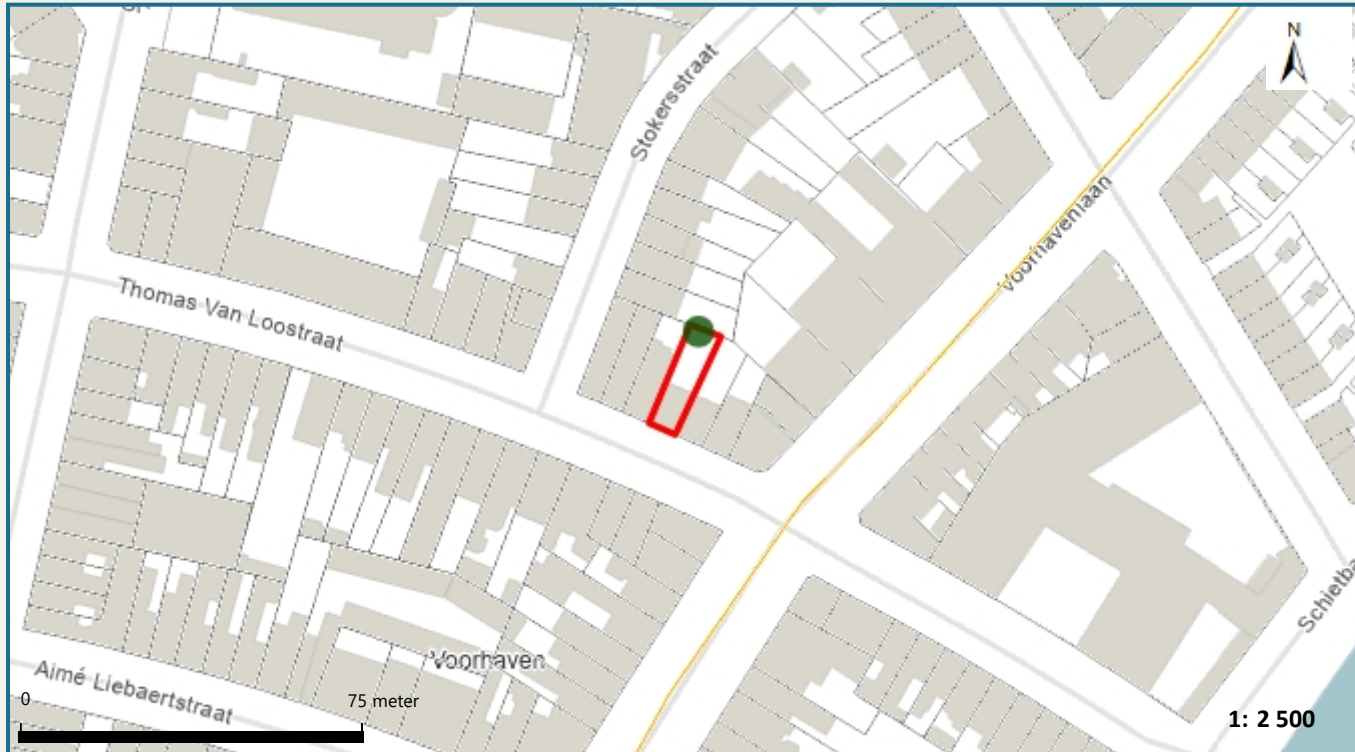 N
Stokersstraat
Voorhavenlaan
Thomas Van Loostraat
Schietba
Voorhaven
Aimé Liebaertstraat
0
75 meter
1: 2 500